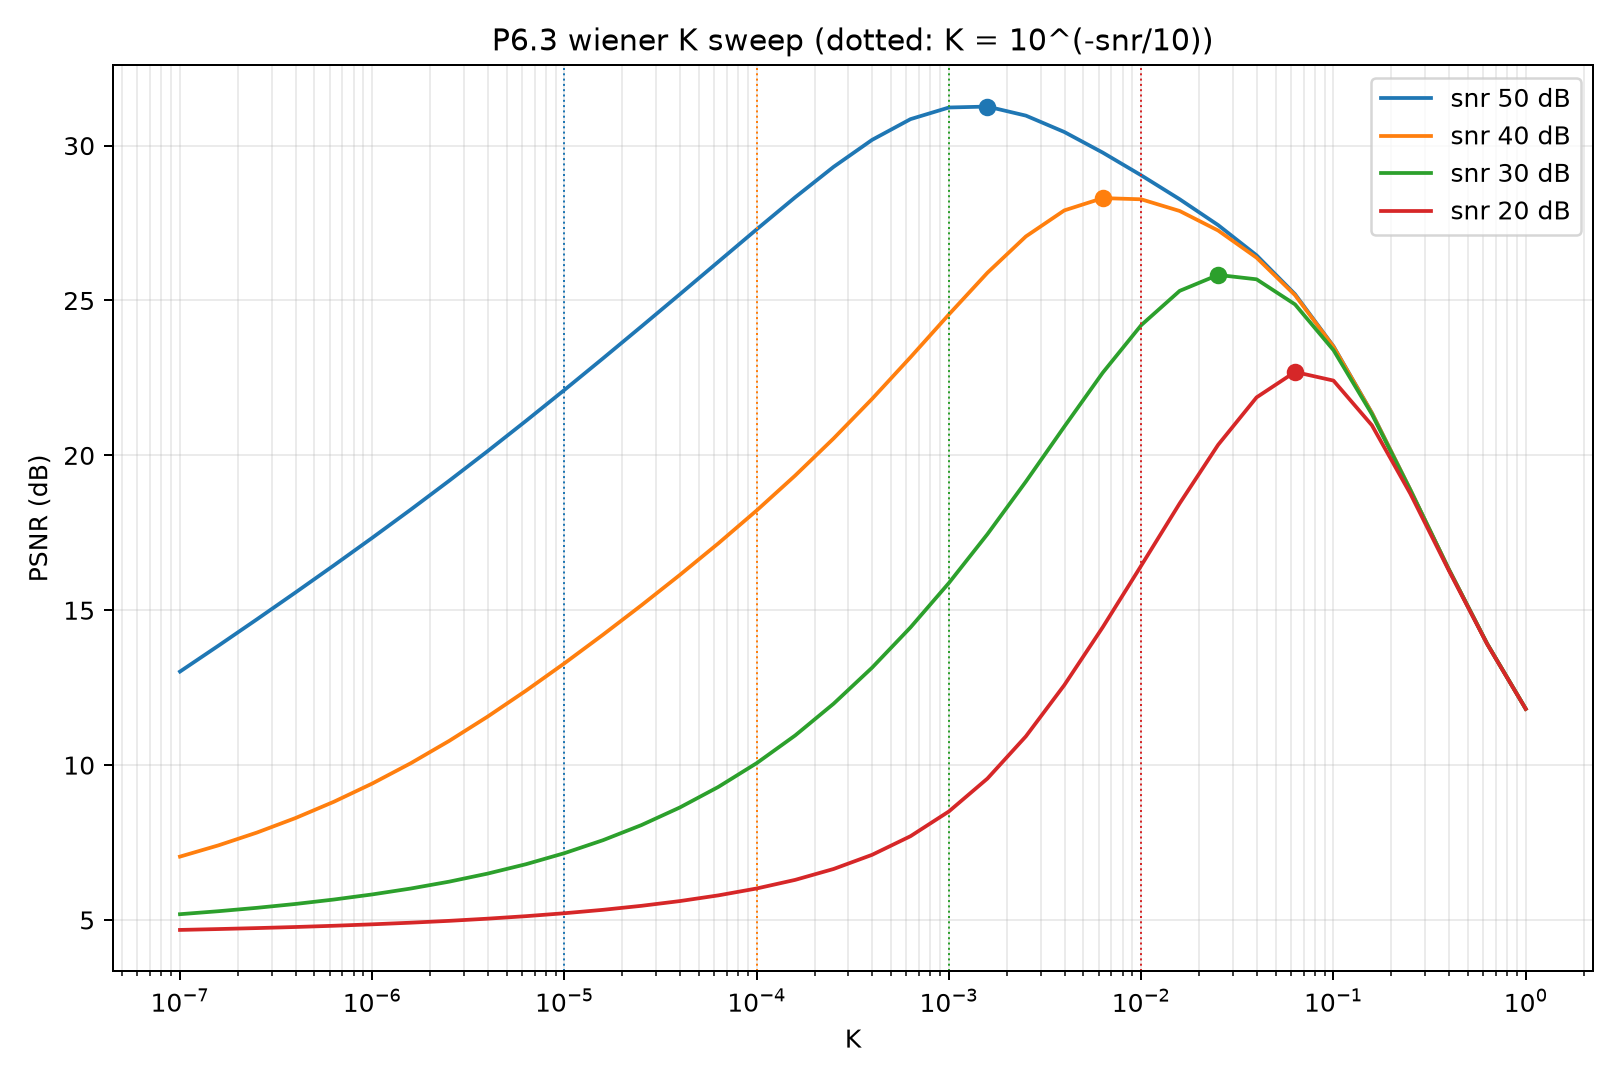 P6.3 wiener K sweep (dotted: K = 10^(-snr/10))
snr 50 dB
snr 40 dB
snr 30 dB
snr 20 dB
PSNR (dB)
30
25
20
15
10
5
10⁻⁷ 10⁻⁶ 10⁻⁵ 10⁻⁴ 10⁻³ 10⁻² 10⁻¹ 10⁰
K